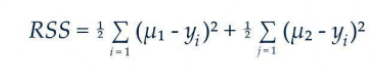 RSS = ½ ∑ (μ₁ - yᵢ)² + ½ ∑ (μ₂ - yᵢ)²
i=1 j=1